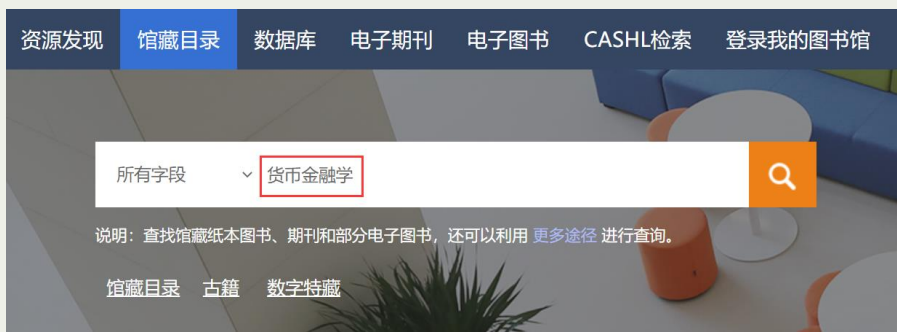 资源发现 馆藏目录 数据库 电子期刊 电子图书 CASHL检索 登录我的图书馆
所有字段 货币金融学
说明：查找馆藏纸本图书、期刊和部分电子图书，还可以利用 更多途径 进行查询。
馆藏目录 古籍 数字特藏